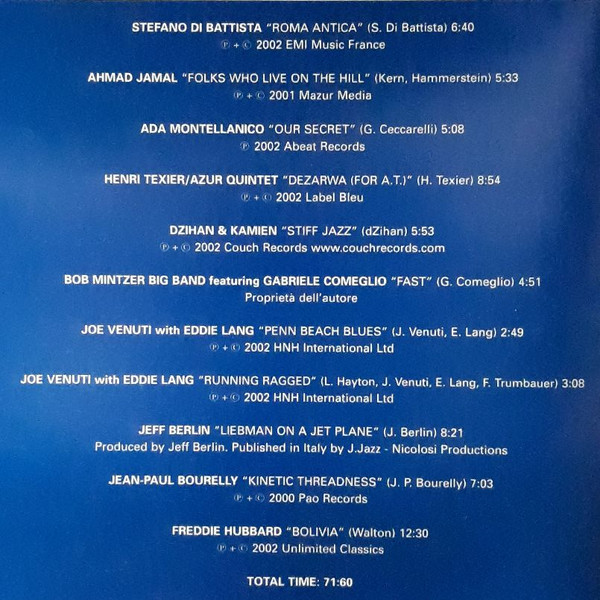 STEFANO DI BATTISTA “ROMA ANTICA” (S. Di Battista) 6:40
℗ + © 2002 EMI Music France
AHMAD JAMAL “FOLKS WHO LIVE ON THE HILL” (Kern, Hammerstein) 5:33
℗ + © 2001 Mazur Media
ADA MONTELLANICO “OUR SECRET” (G. Ceccarelli) 5:08
℗ 2002 Abeat Records
HENRI TEXIER/AZUR QUINTET “DEZARWA (FOR A.T.)” (H. Texier) 8:54
℗ + © 2002 Label Bleu
DZIHAN & KAMIEN “STIFF JAZZ” (dZihan) 5:53
℗ + © 2002 Couch Records www.couchrecords.com
BOB MINTZER BIG BAND featuring GABRIELE COMEGLIO “FAST” (G. Comeglio) 4:51
Proprietà dell’autore
JOE VENUTI with EDDIE LANG “PENN BEACH BLUES” (J. Venuti, E. Lang) 2:49
℗ + © 2002 HNH International Ltd
JOE VENUTI with EDDIE LANG “RUNNING RAGGED” (L. Hayton, J. Venuti, E. Lang, F. Trumbauer) 3:08
℗ + © 2002 HNH International Ltd
JEFF BERLIN “LIEBMAN ON A JET PLANE” (J. Berlin) 8:21
Produced by Jeff Berlin. Published in Italy by J.Jazz - Nicolosi Productions
JEAN-PAUL BOURELLY “KINETIC THREADNESS” (J. P. Bourelly) 7:03
℗ + © 2000 Pao Records
FREDDIE HUBBARD “BOLIVIA” (Walton) 12:30
℗ + © 2002 Unlimited Classics
TOTAL TIME: 71:60